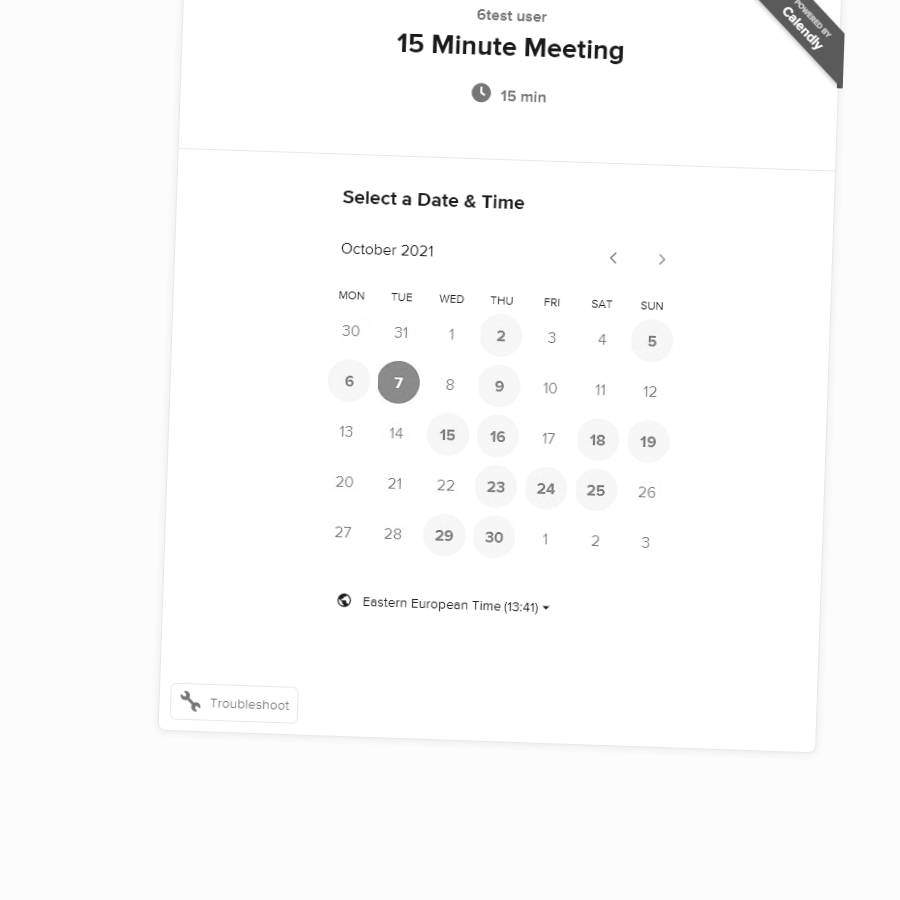 6test user
15 Minute Meeting
15 min
POWERED BY
Calendly
Select a Date & Time
October 2021
MON TUE WED THU FRI SAT SUN
30 31 1 2 3 4 5
6 7 8 9 10 11 12
13 14 15 16 17 18 19
20 21 22 23 24 25 26
27 28 29 30 1 2 3
Eastern European Time (13:41)
Troubleshoot